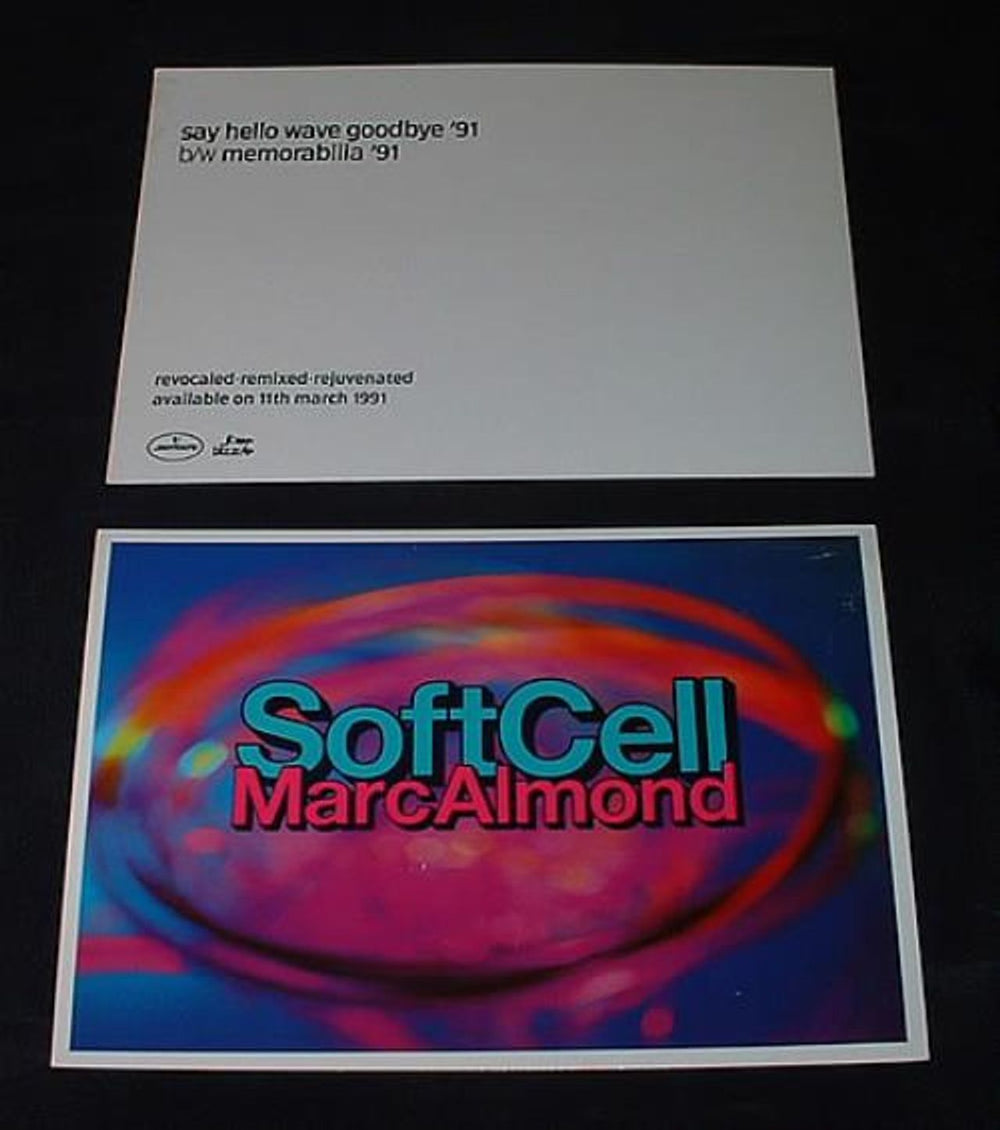 say hello wave goodbye '91
b/w memorabilia '91
revocaled·remixed·rejuvenated
available on 11th march 1991
SoftCell
MarcAlmond